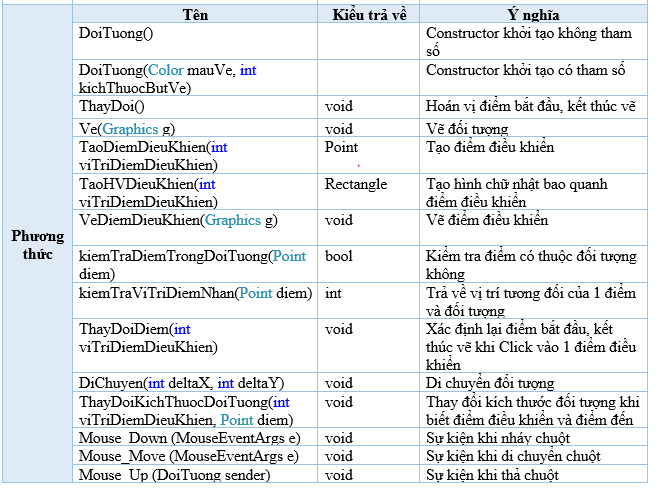 Tên Kiểu trả về Ý nghĩa
Phương thức
DoiTuong() Constructor khởi tạo không tham
số
DoiTuong(Color mauVe, int Constructor khởi tạo có tham số
kichThuocButVe)
ThayDoi() void Hoán vị điểm bắt đầu, kết thúc vẽ
Ve(Graphics g) void Vẽ đối tượng
TaoDiemDieuKhien(int Point Tạo điểm điều khiển
viTriDiemDieuKhien)
TaoHVDieuKhien(int Rectangle Tạo hình chữ nhật bao quanh
viTriDiemDieuKhien) điểm điều khiển
VeDiemDieuKhien(Graphics g) void Vẽ điểm điều khiển
kiemTraDiemTrongDoiTuong(Point bool Kiểm tra điểm có thuộc đối tượng
diem) không
kiemTraViTriDiemNhan(Point diem) int Trả về vị trí tương đối của 1 điểm
và đối tượng
ThayDoiDiem(int void Xác định lại điểm bắt đầu, kết
viTriDiemDieuKhien) thúc vẽ khi Click vào 1 điểm điều
khiển
DiChuyen(int deltaX, int deltaY) void Di chuyển đối tượng
ThayDoiKichThuocDoiTuong(int void Thay đổi kích thước đối tượng khi
viTriDiemDieuKhien, Point diem) biết điểm điều khiển và điểm đến
Mouse_Down (MouseEventArgs e) void Sự kiện khi nháy chuột
Mouse_Move (MouseEventArgs e) void Sự kiện khi di chuyển chuột
Mouse_Up (DoiTuong sender) void Sự kiện khi thả chuột